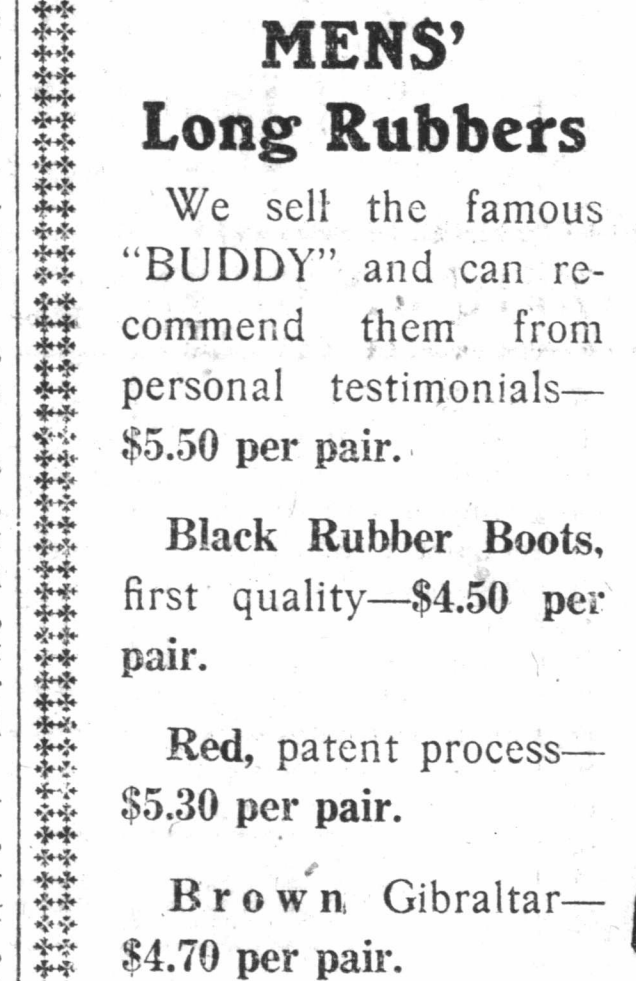 MENS'
Long Rubbers
We sell the famous
“BUDDY” and can re-
commend them from
personal testimonials—
$5.50 per pair.
Black Rubber Boots,
first quality—$4.50 per
pair.
Red, patent process—
$5.30 per pair.
Brown Gibraltar—
$4.70 per pair.